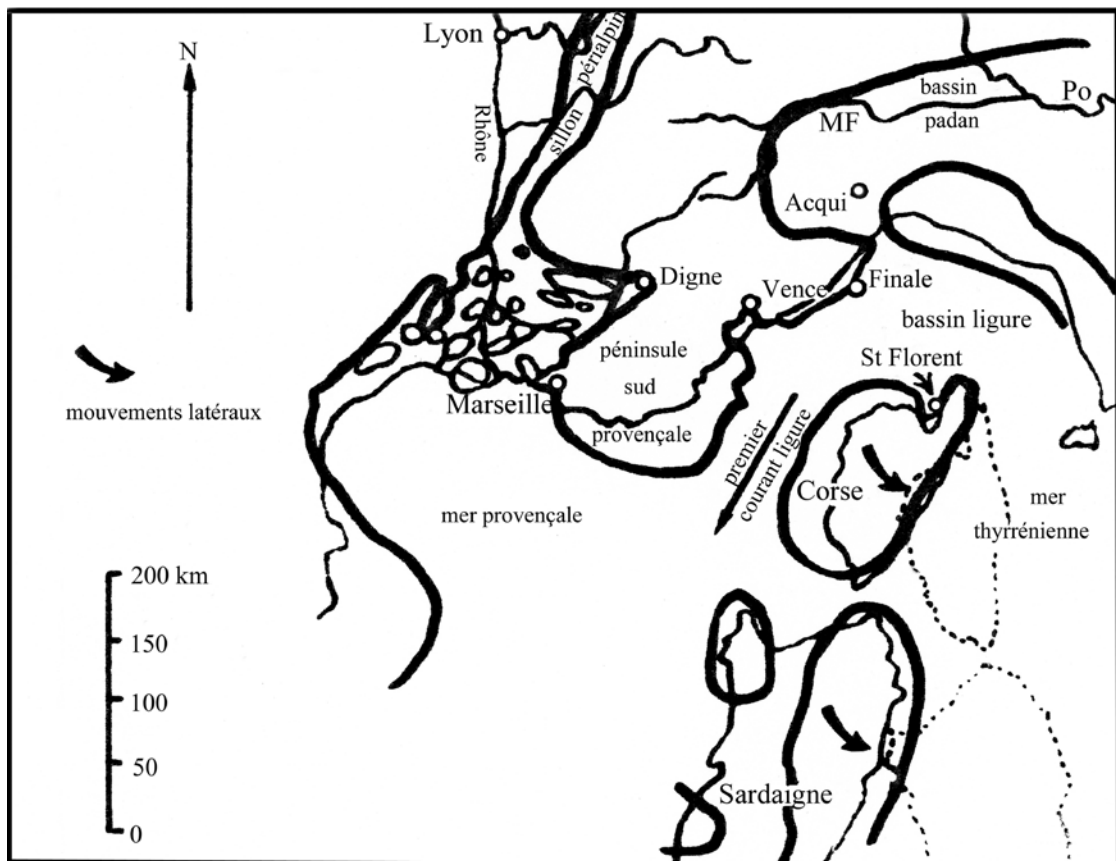 Lyon
N
périalpin
sillon
Rhône
bassin
Po
MF
padan
Acqui
Digne
Vence
Finale
bassin ligure
péninsule
sud
provençale
St Florent
mouvements latéraux
Marseille
premier
courant ligure
Corse
mer
thyrrénienne
mer provençale
200 km
150
100
50
0
Sardaigne